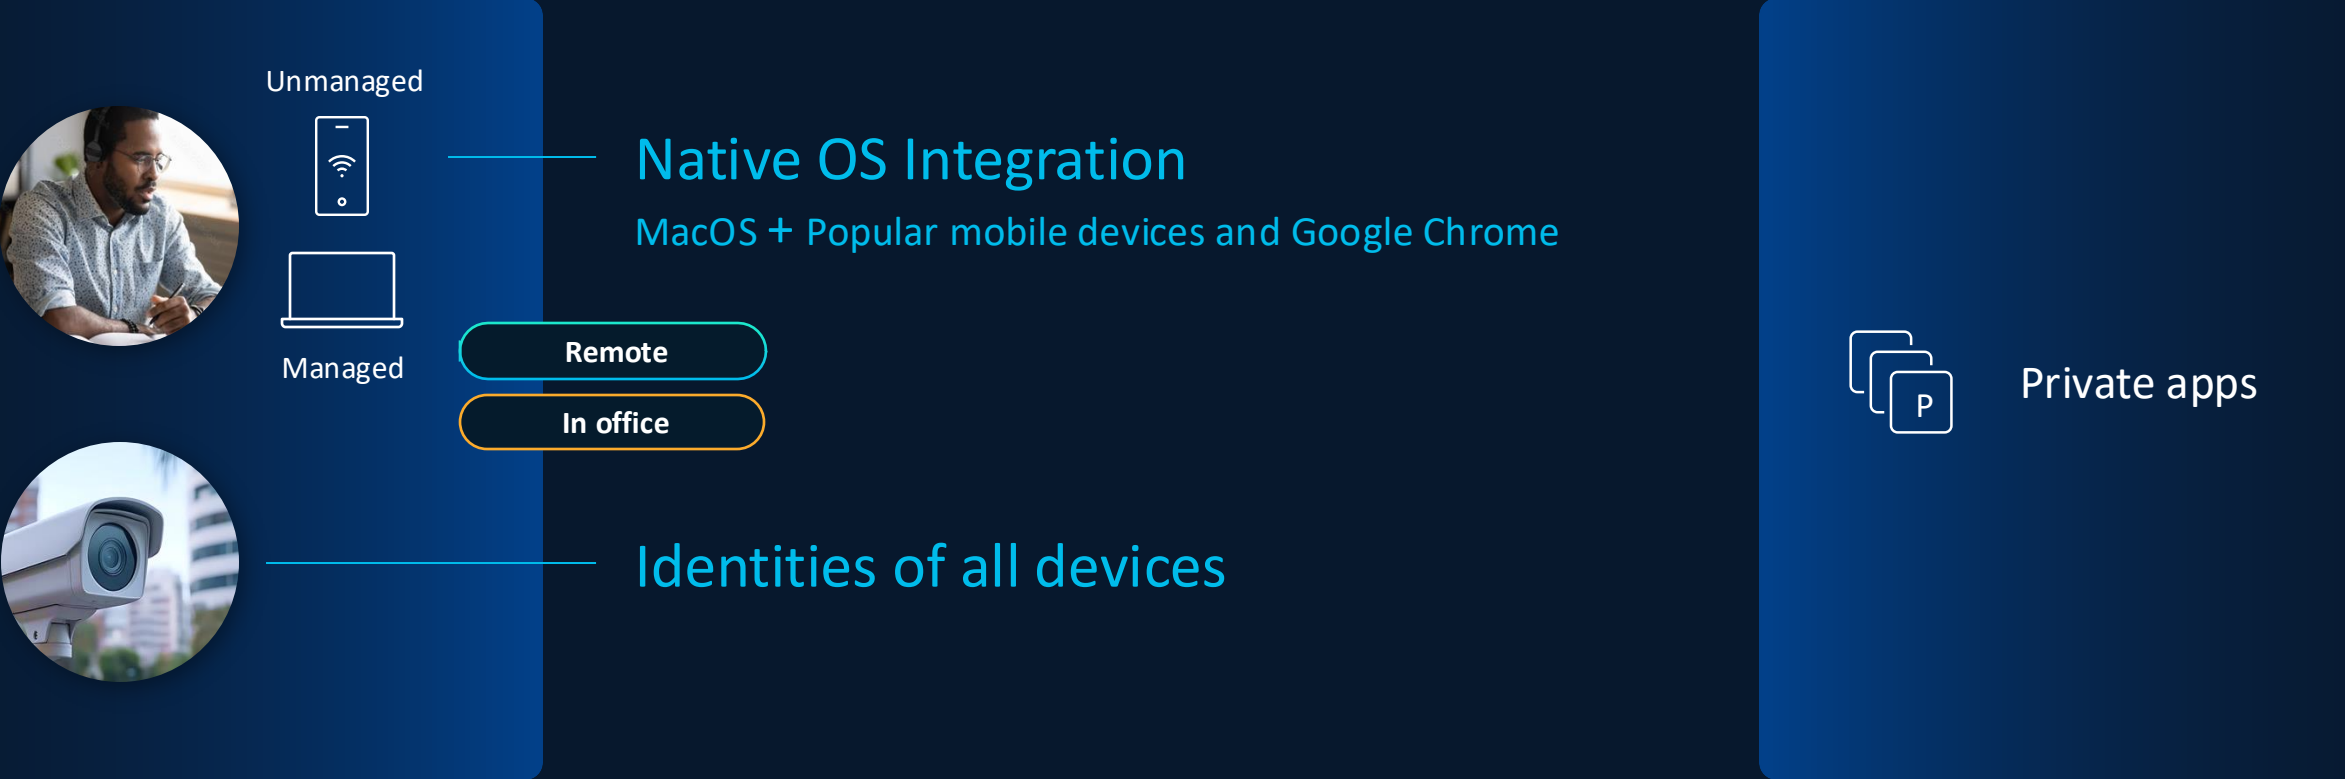 Unmanaged
Native OS Integration
MacOS + Popular mobile devices and Google Chrome
Managed
Remote
In office
P
Private apps
Identities of all devices